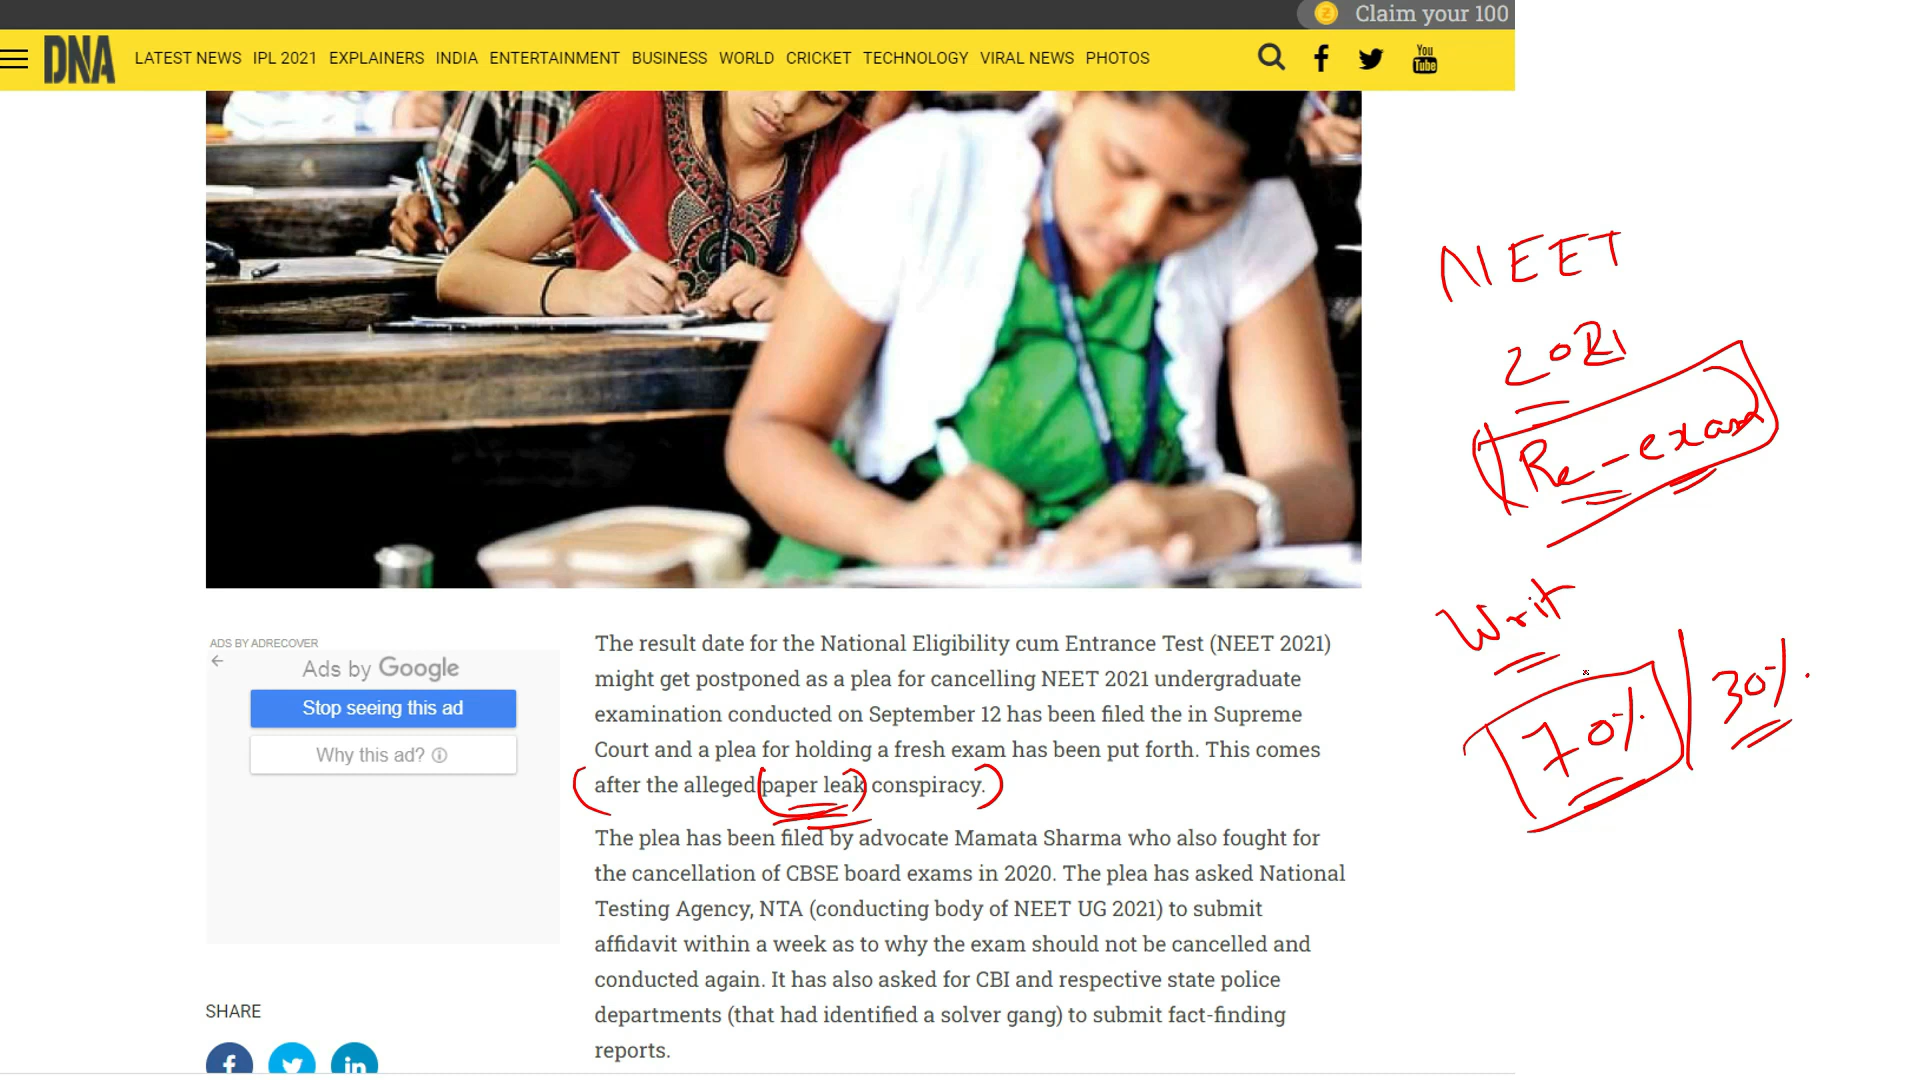 Claim your 100
DNA LATEST NEWS IPL 2021 EXPLAINERS INDIA ENTERTAINMENT BUSINESS WORLD CRICKET TECHNOLOGY VIRAL NEWS PHOTOS You Tube
NEET
2021
Re-exam
Writ
70% / 30%
ADS BY ADRECOVER
Ads by Google
Stop seeing this ad
Why this ad?
The result date for the National Eligibility cum Entrance Test (NEET 2021)
might get postponed as a plea for cancelling NEET 2021 undergraduate
examination conducted on September 12 has been filed the in Supreme
Court and a plea for holding a fresh exam has been put forth. This comes
after the alleged paper leak conspiracy.
The plea has been filed by advocate Mamata Sharma who also fought for
the cancellation of CBSE board exams in 2020. The plea has asked National
Testing Agency, NTA (conducting body of NEET UG 2021) to submit
affidavit within a week as to why the exam should not be cancelled and
conducted again. It has also asked for CBI and respective state police
departments (that had identified a solver gang) to submit fact-finding
reports.
SHARE